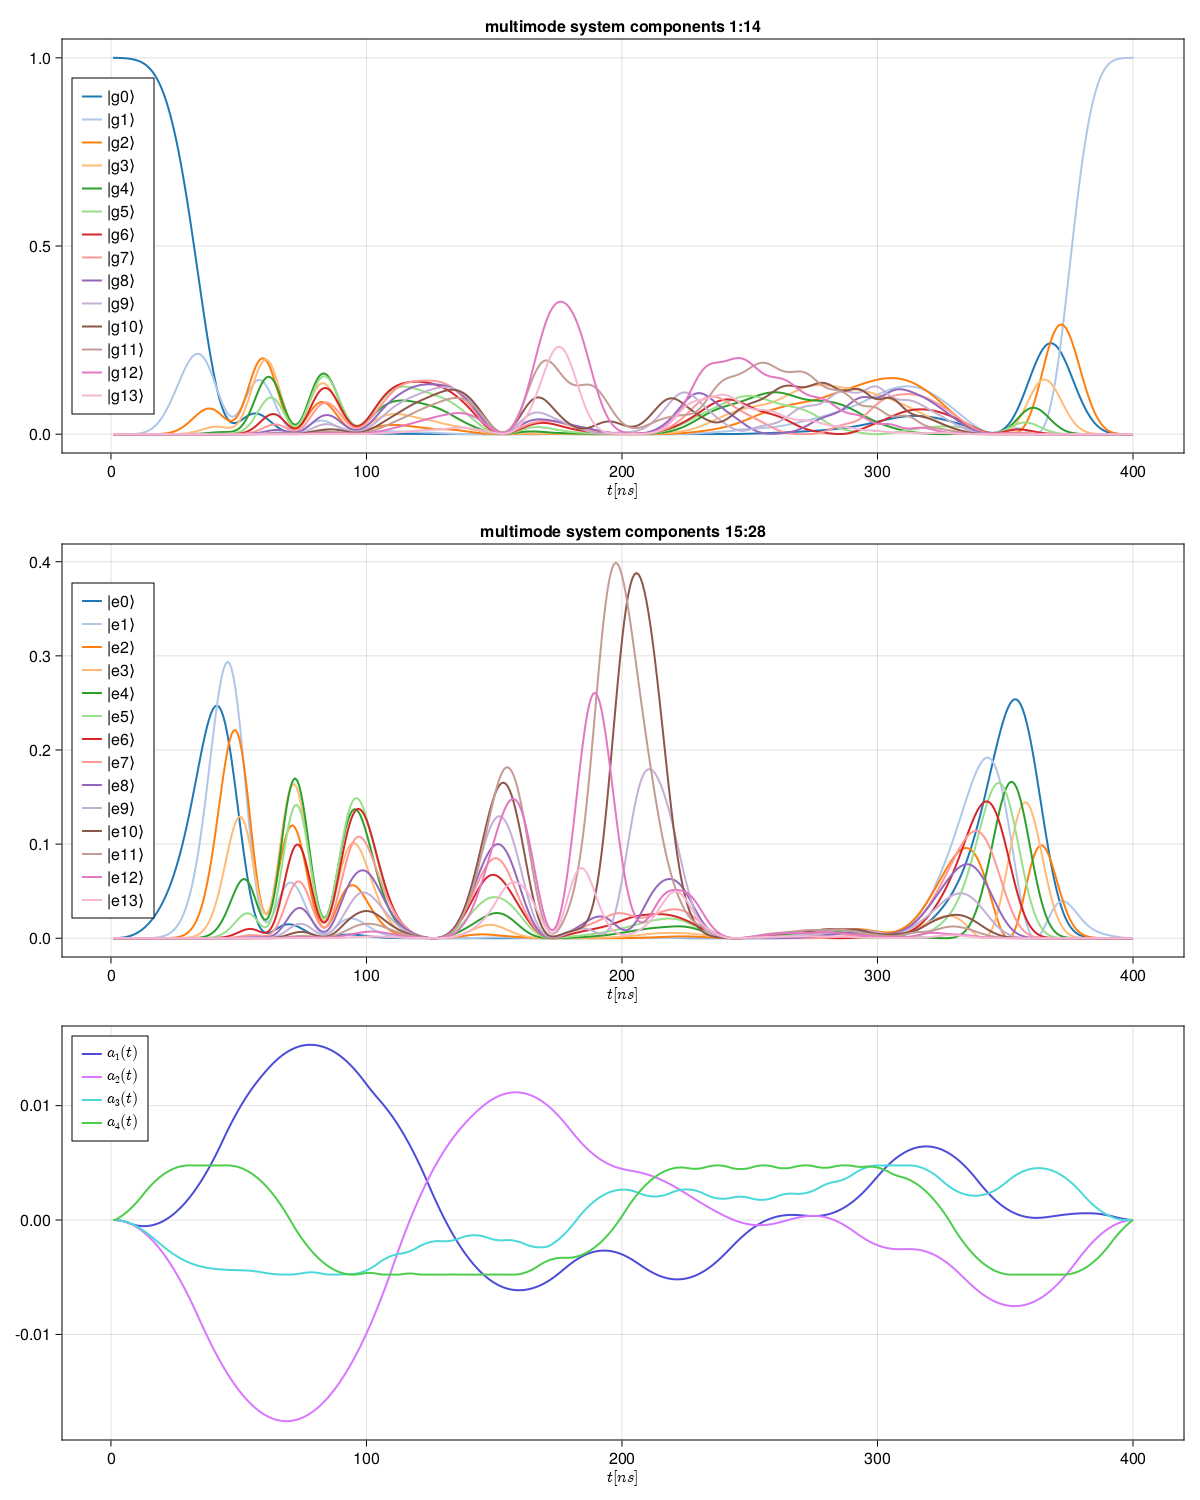 multimode system components 1:14
1.0
0.5
0.0
|g0⟩
|g1⟩
|g2⟩
|g3⟩
|g4⟩
|g5⟩
|g6⟩
|g7⟩
|g8⟩
|g9⟩
|g10⟩
|g11⟩
|g12⟩
|g13⟩
0 100 200 300 400
t[ns]
multimode system components 15:28
0.4
0.3
0.2
0.1
0.0
|e0⟩
|e1⟩
|e2⟩
|e3⟩
|e4⟩
|e5⟩
|e6⟩
|e7⟩
|e8⟩
|e9⟩
|e10⟩
|e11⟩
|e12⟩
|e13⟩
0 100 200 300 400
t[ns]
0.01
0.00
-0.01
a₁(t)
a₂(t)
a₃(t)
a₄(t)
0 100 200 300 400
t[ns]